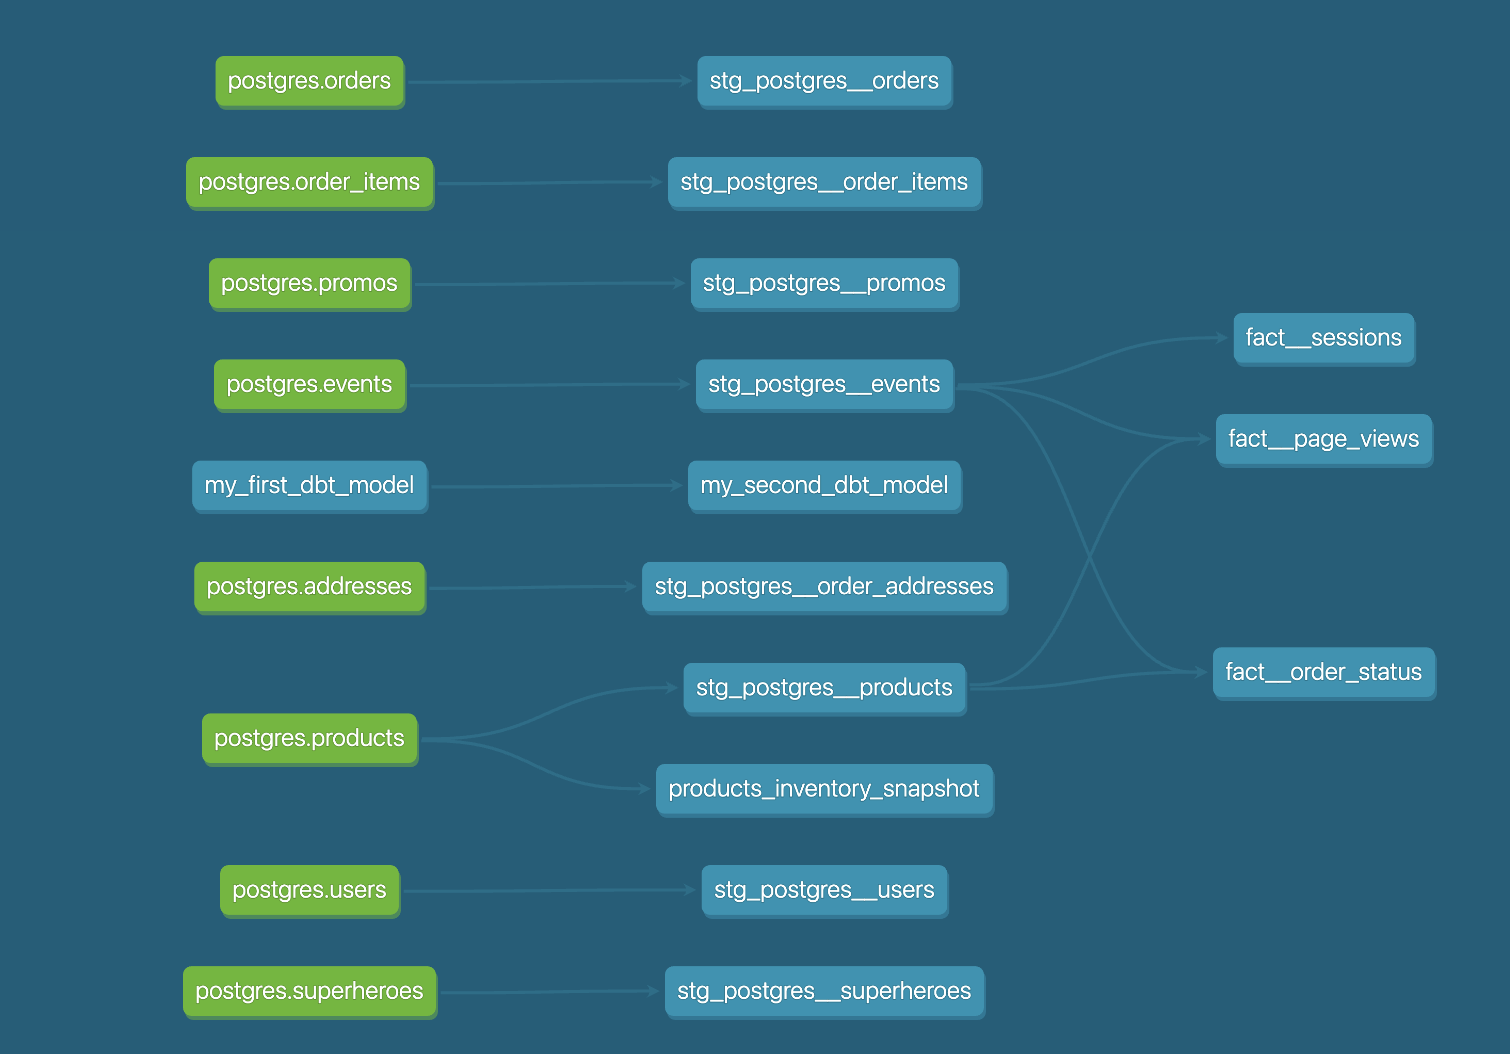 postgres.orders
stg_postgres__orders
postgres.order_items
stg_postgres__order_items
postgres.promos
stg_postgres__promos
fact__sessions
postgres.events
stg_postgres__events
fact__page_views
my_first_dbt_model
my_second_dbt_model
postgres.addresses
stg_postgres__order_addresses
stg_postgres__products
fact__order_status
postgres.products
products_inventory_snapshot
postgres.users
stg_postgres__users
postgres.superheroes
stg_postgres__superheroes